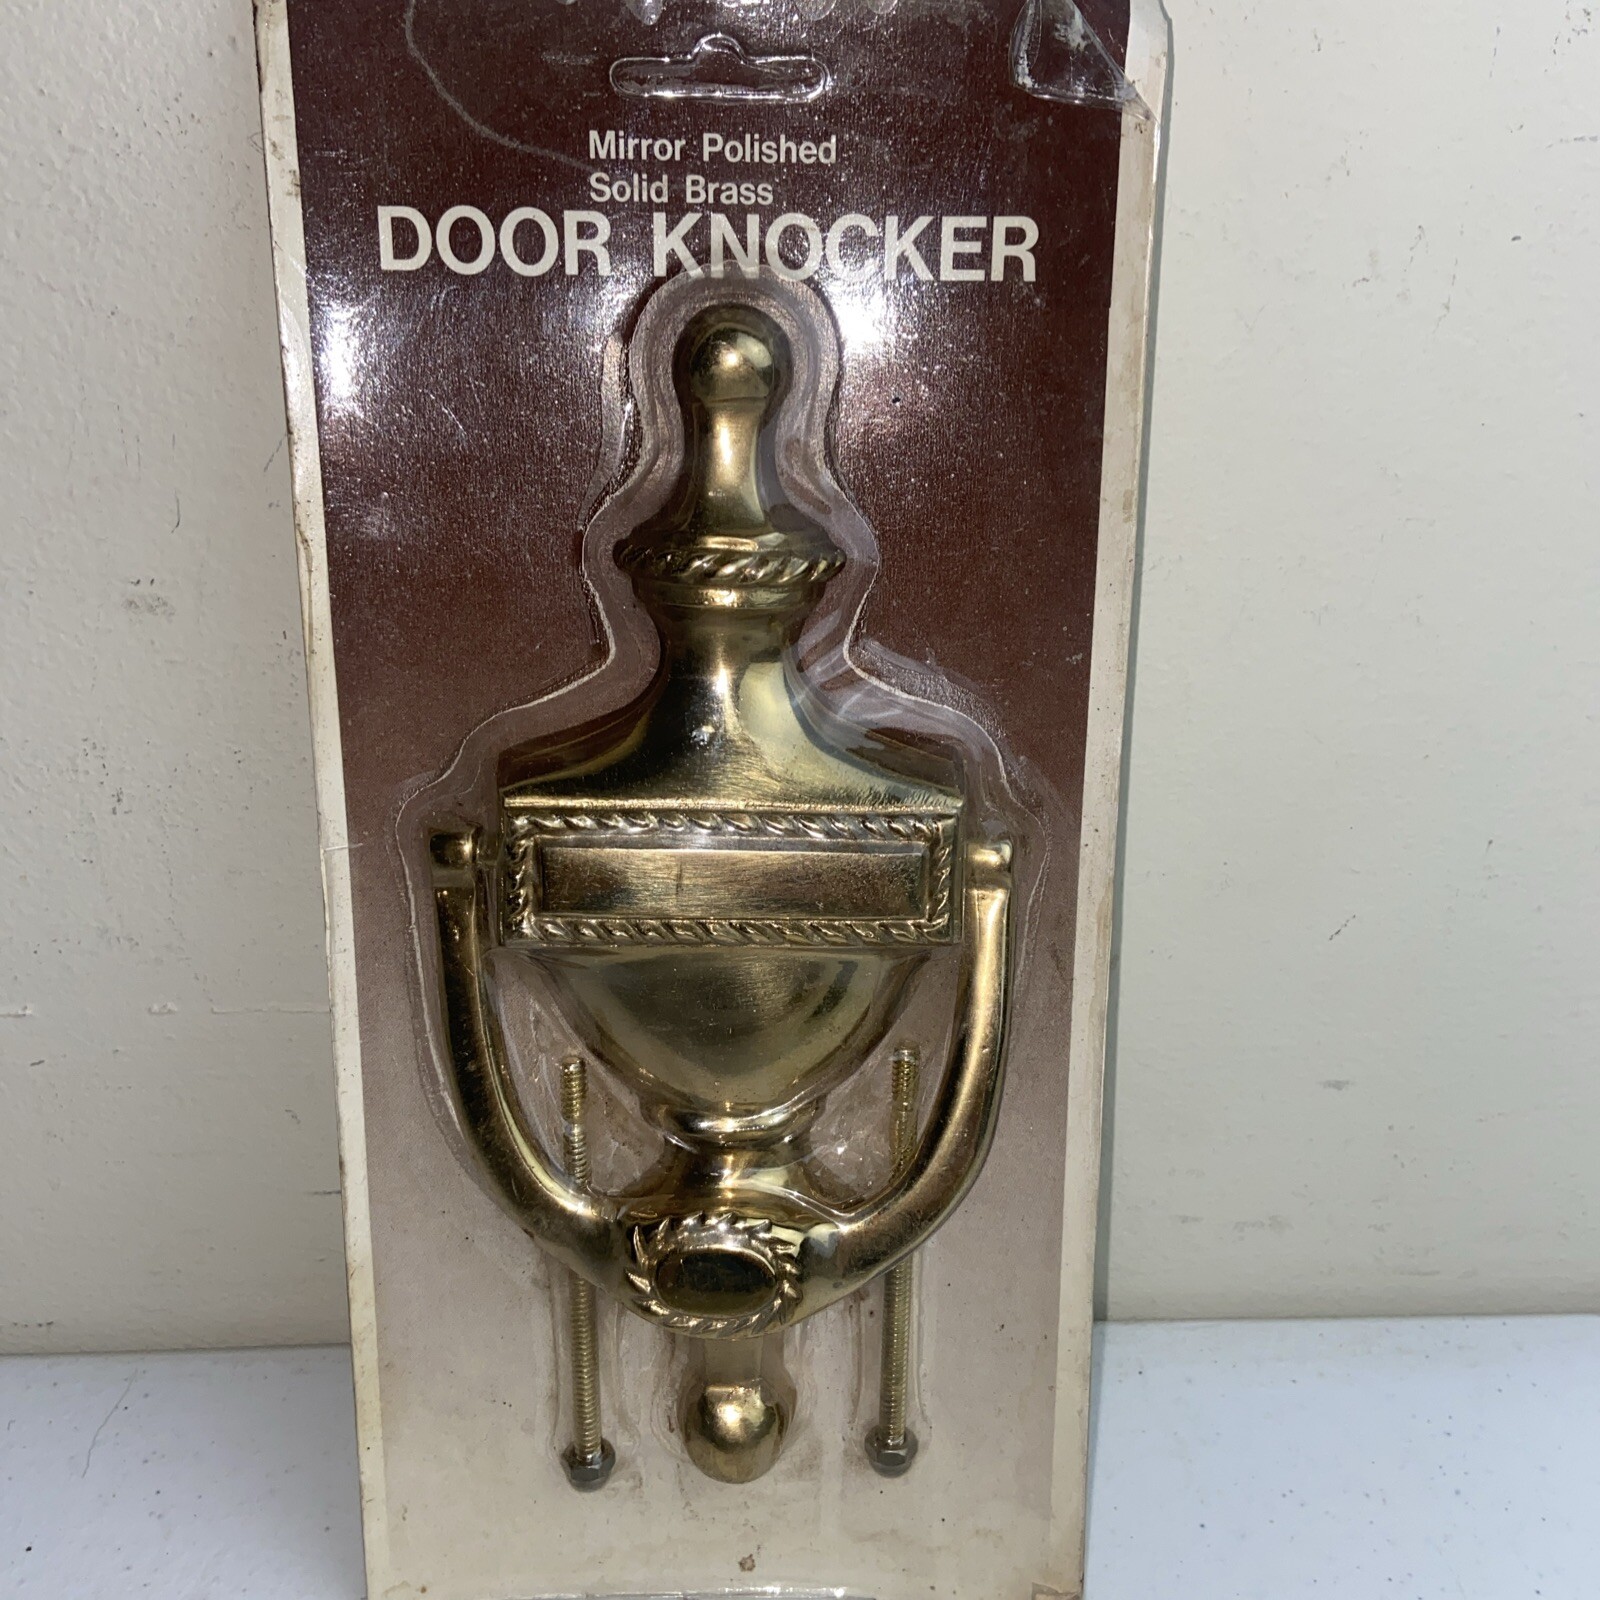 Mirror Polished
Solid Brass
DOOR KNOCKER